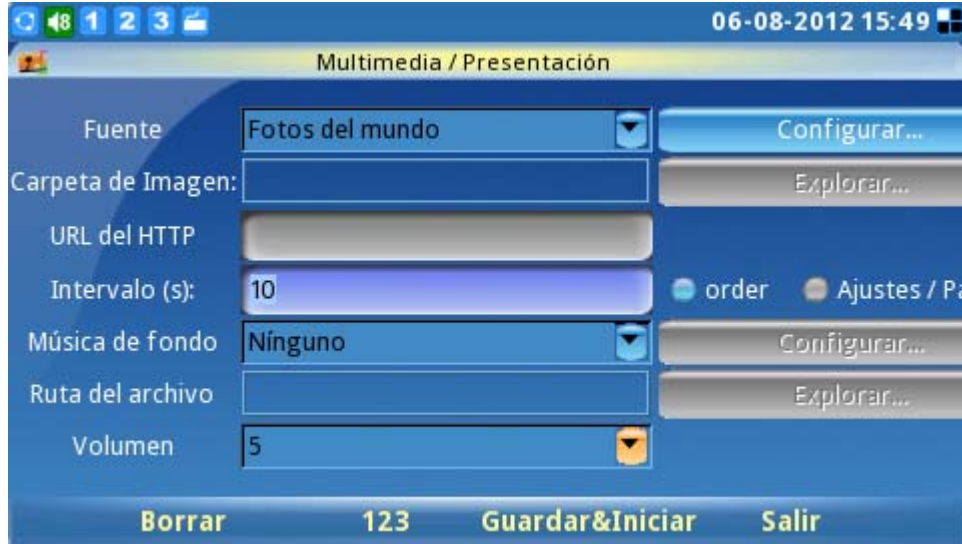 8 1 2 3 06-08-2012 15:49
Multimedia / Presentación
Fuente Fotos del mundo Configurar...
Carpeta de Imagen: Explorar...
URL del HTTP
Intervalo (s): 10 order Ajustes / Pa
Música de fondo Nínguno Configurar...
Ruta del archivo Explorar...
Volumen 5
Borrar 123 Guardar&Iniciar Salir